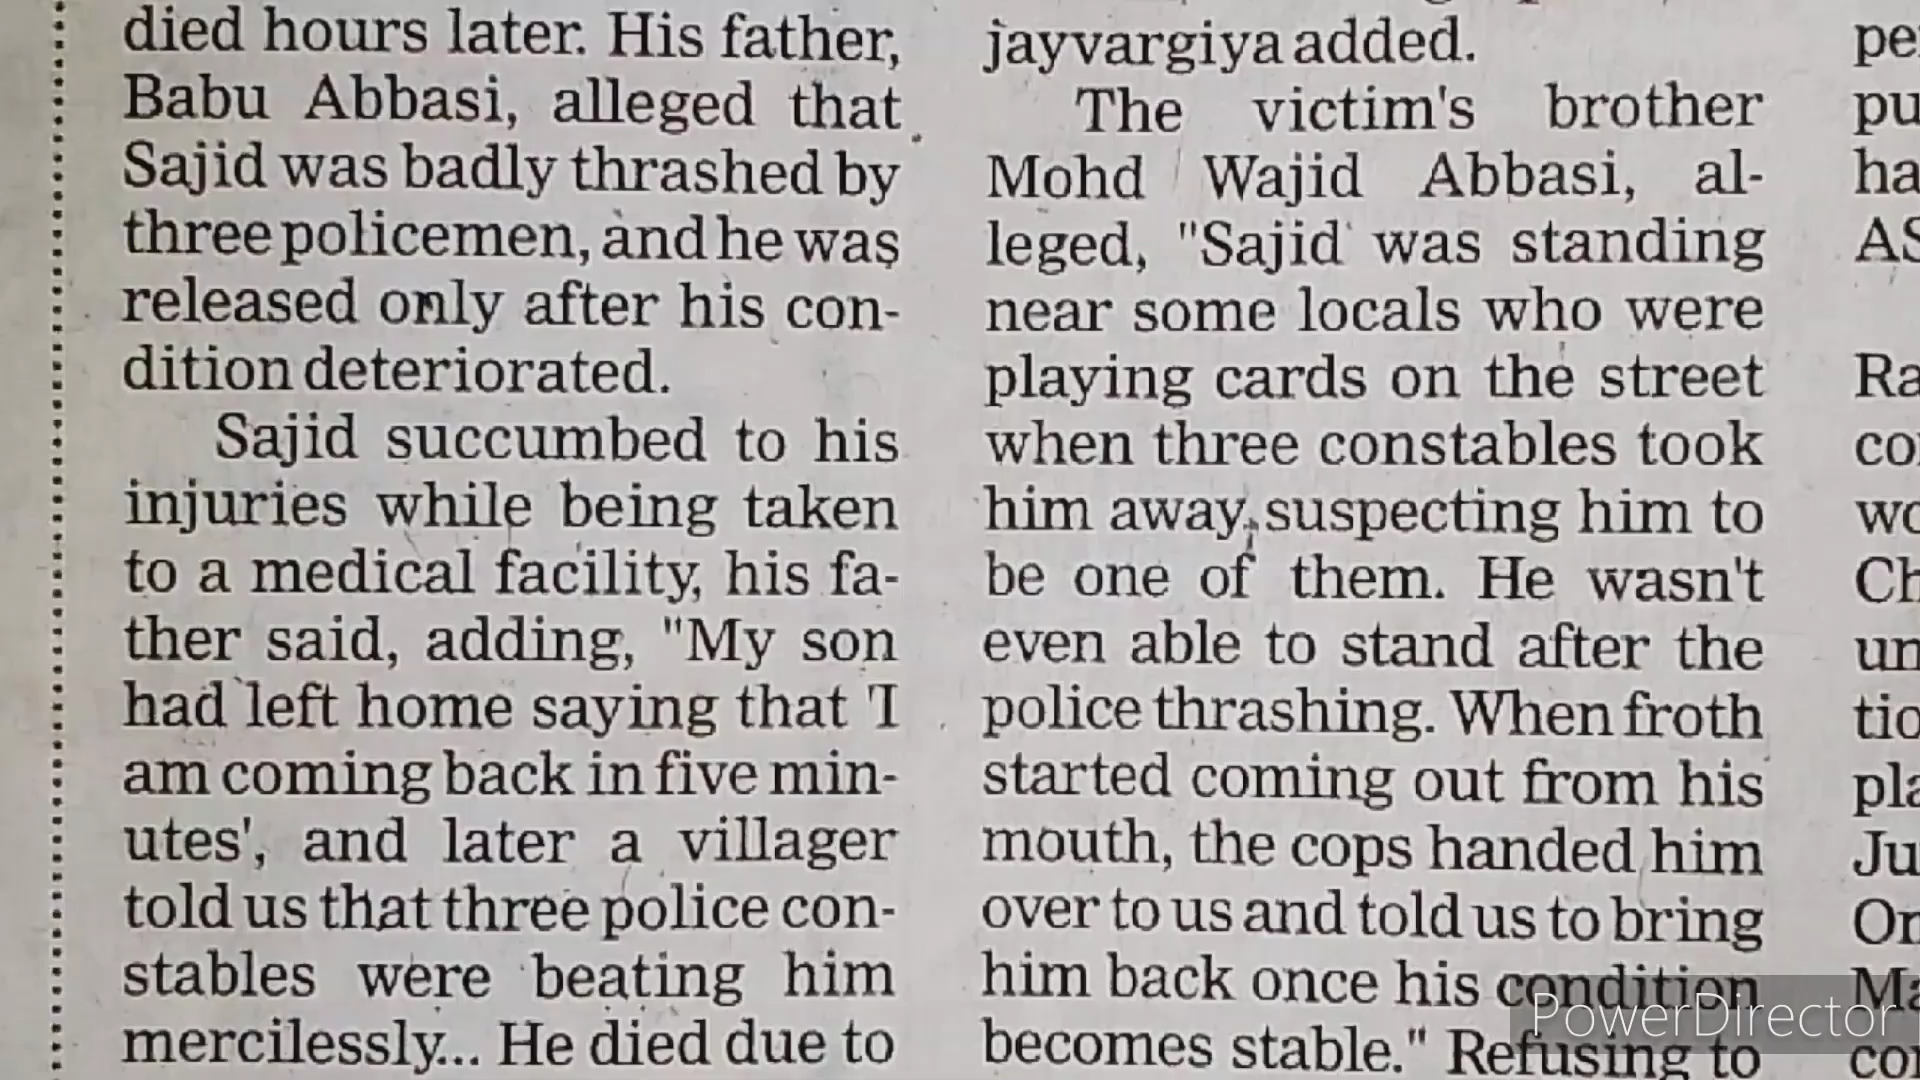 died hours later. His father,
Babu Abbasi, alleged that
Sajid was badly thrashed by
three policemen, and he was
released only after his con-
dition deteriorated.
Sajid succumbed to his
injuries while being taken
to a medical facility, his fa-
ther said, adding, "My son
had left home saying that 'I
am coming back in five min-
utes', and later a villager
told us that three police con-
stables were beating him
mercilessly... He died due to
jayvargiya added.
The victim's brother
Mohd Wajid Abbasi, al-
leged, "Sajid was standing
near some locals who were
playing cards on the street
when three constables took
him away, suspecting him to
be one of them. He wasn't
even able to stand after the
police thrashing. When froth
started coming out from his
mouth, the cops handed him
over to us and told us to bring
him back once his condition
becomes stable." Refusing to
PowerDirector